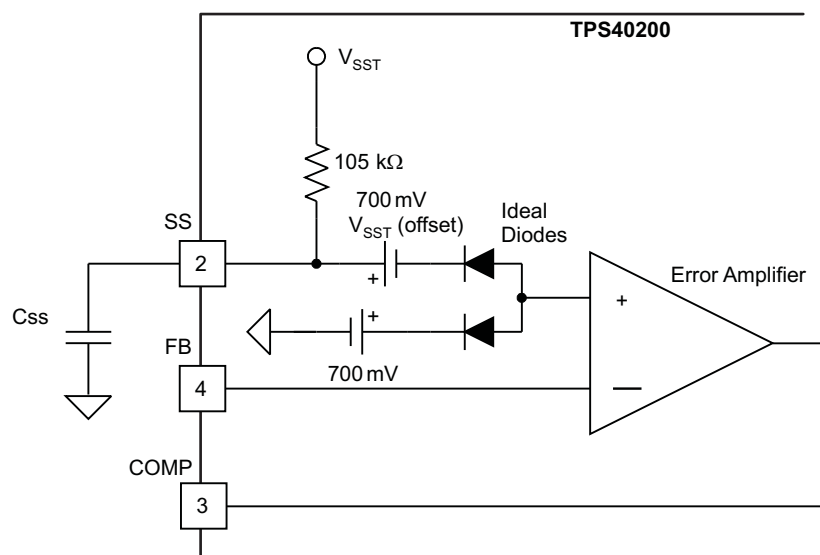 TPS40200
V_SST
105 kΩ
700 mV
V_SST (offset)
Ideal
Diodes
SS
2
+
Error Amplifier
+
Css
+
FB
700 mV
4
—
COMP
3